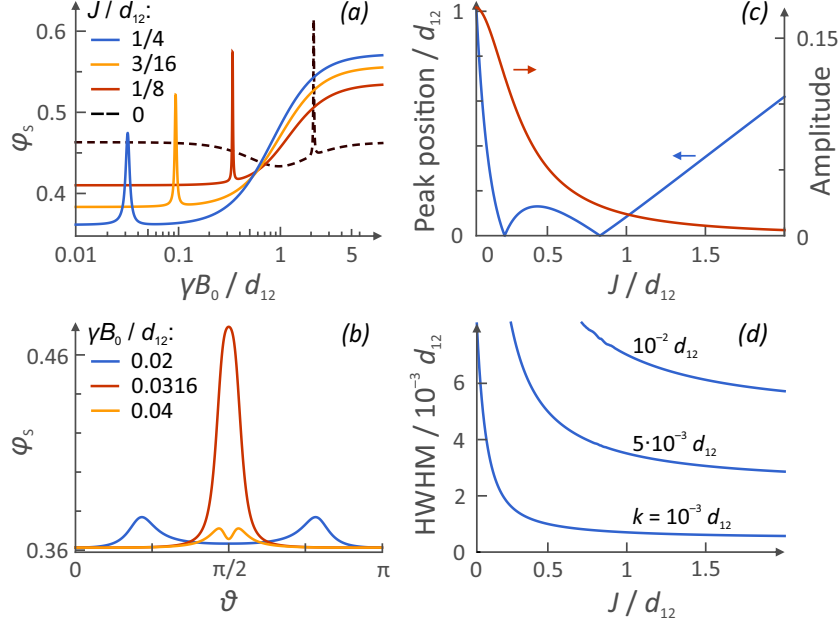 J / d₁₂:
1/4
3/16
1/8
0
(a)
0.6
0.5
0.4
φₛ
0.01
0.1
1
5
γB₀ / d₁₂
(c)
1
0
Peak position / d₁₂
0.15
0
Amplitude
0
0.5
1
1.5
J / d₁₂
γB₀ / d₁₂:
0.02
0.0316
0.04
(b)
0.46
0.36
φₛ
0
π/2
π
ϑ
(d)
10⁻² d₁₂
5·10⁻³ d₁₂
k = 10⁻³ d₁₂
6
4
2
0
HWHM / 10⁻³ d₁₂
0
0.5
1
1.5
J / d₁₂